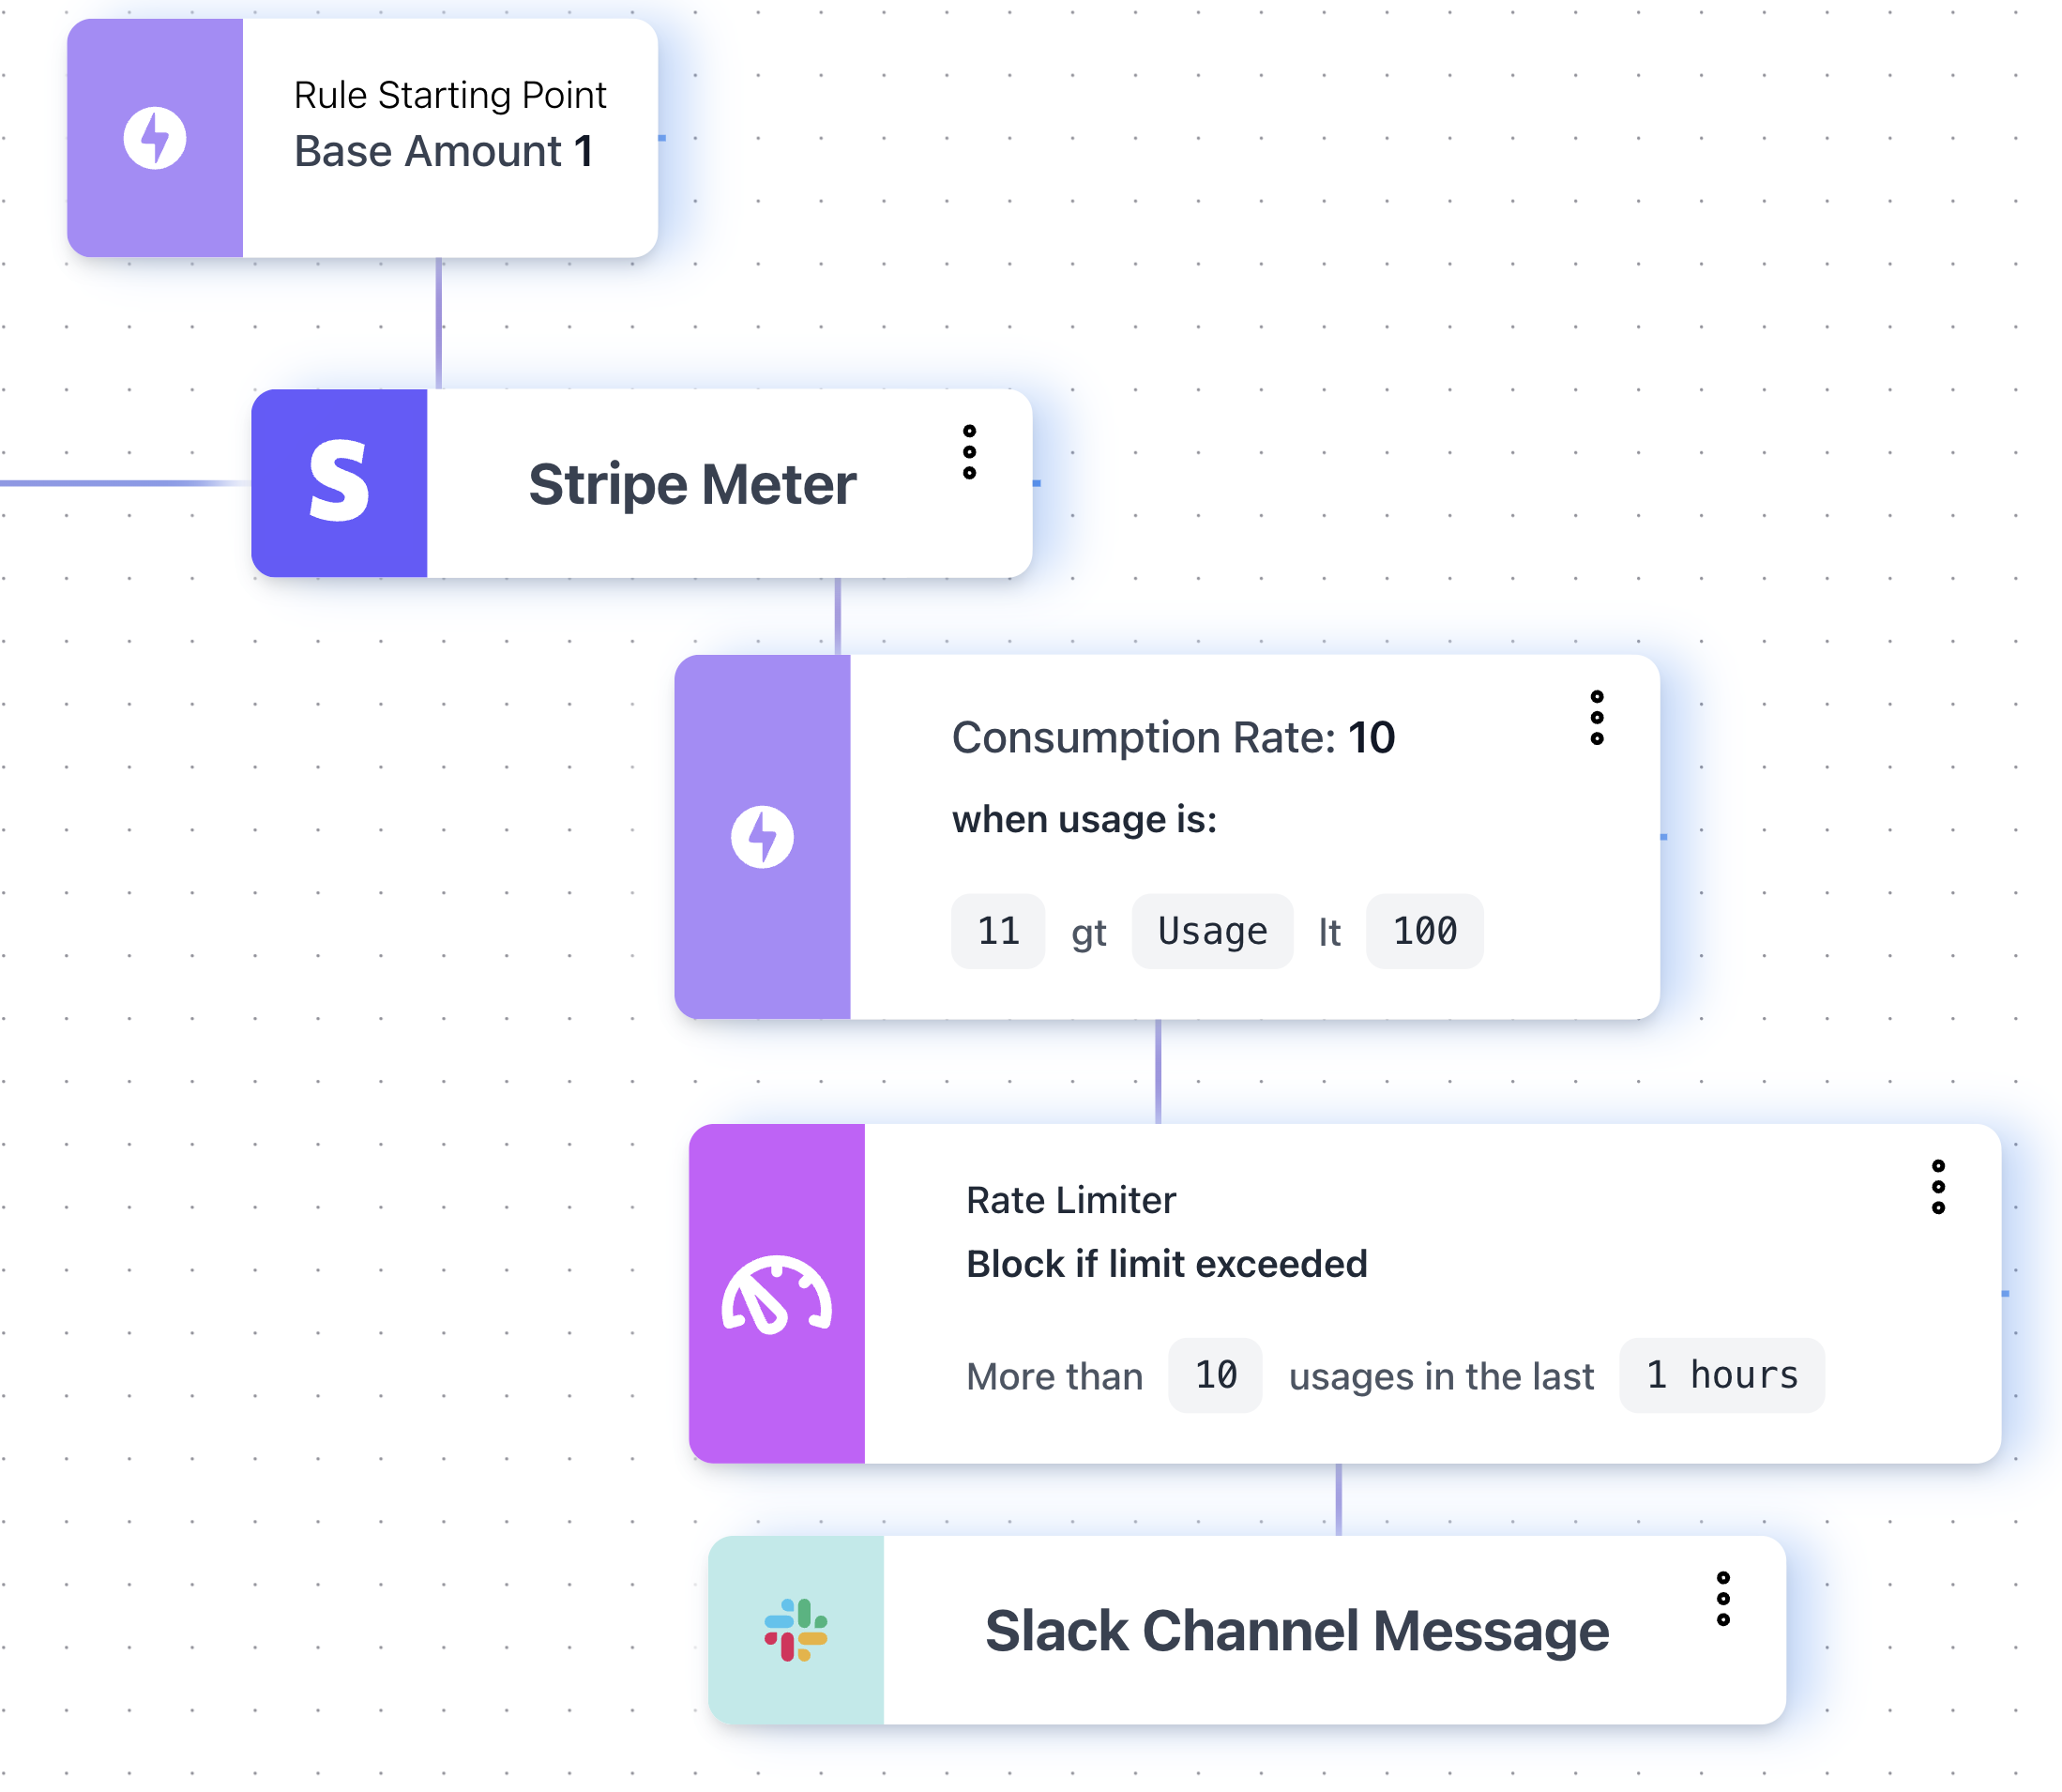 Rule Starting Point
Base Amount 1
Stripe Meter
Consumption Rate: 10
when usage is:
11 gt Usage lt 100
Rate Limiter
Block if limit exceeded
More than 10 usages in the last 1 hours
Slack Channel Message